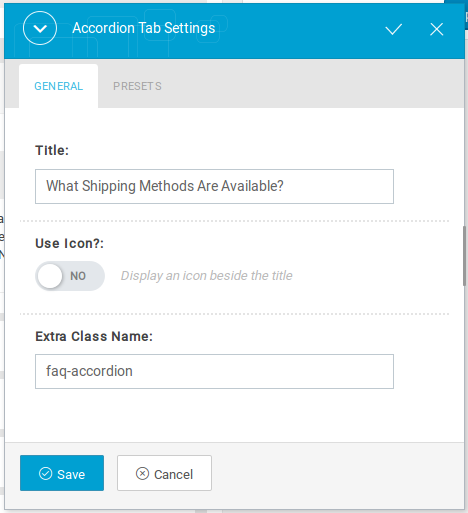 Accordion Tab Settings
GENERAL PRESETS
Title:
What Shipping Methods Are Available?
Use Icon?:
NO Display an icon beside the title
Extra Class Name:
faq-accordion
Save Cancel